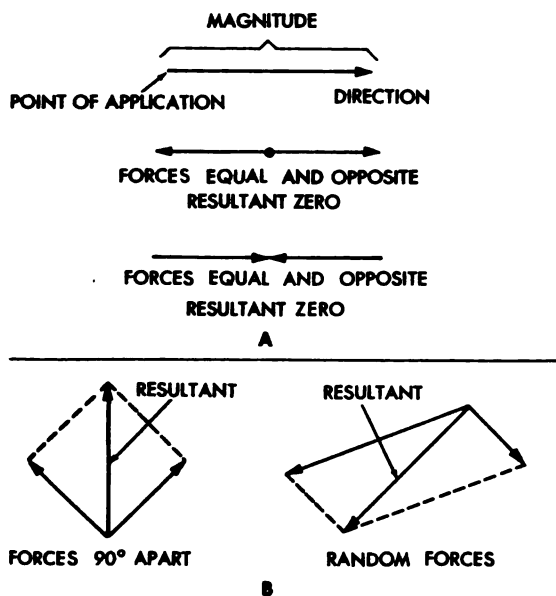 MAGNITUDE
POINT OF APPLICATION
DIRECTION
FORCES EQUAL AND OPPOSITE
RESULTANT ZERO
FORCES EQUAL AND OPPOSITE
RESULTANT ZERO
A
RESULTANT
RESULTANT
FORCES 90° APART
RANDOM FORCES
B